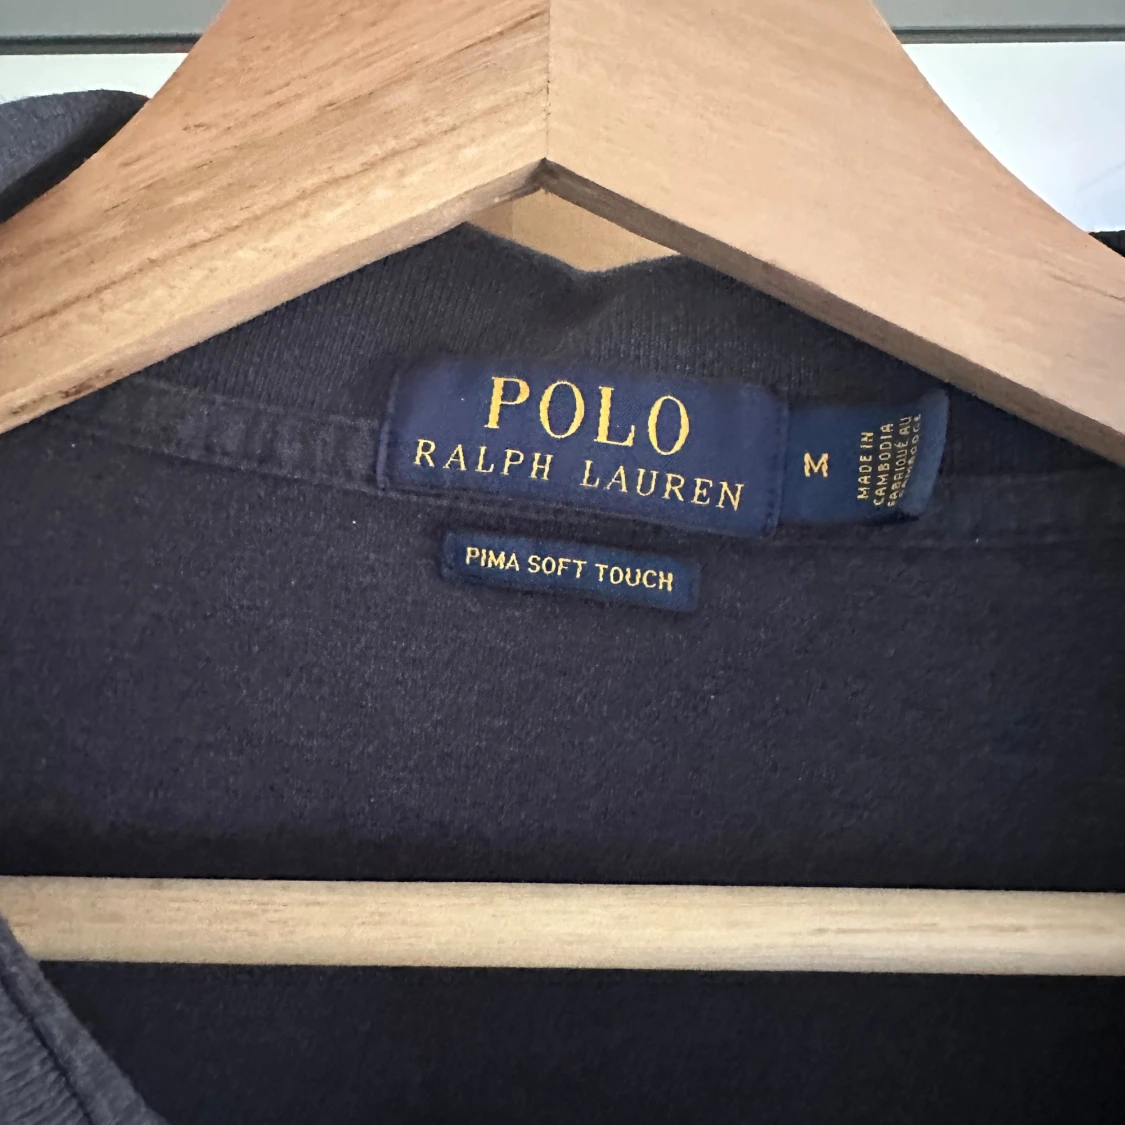 POLO
RALPH LAUREN
M
MADE IN
CAMBODIA
FABRIQUÉ AU
CAMBODGE
PIMA SOFT TOUCH